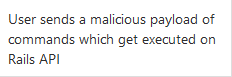 User sends a malicious payload of
commands which get executed on
Rails API